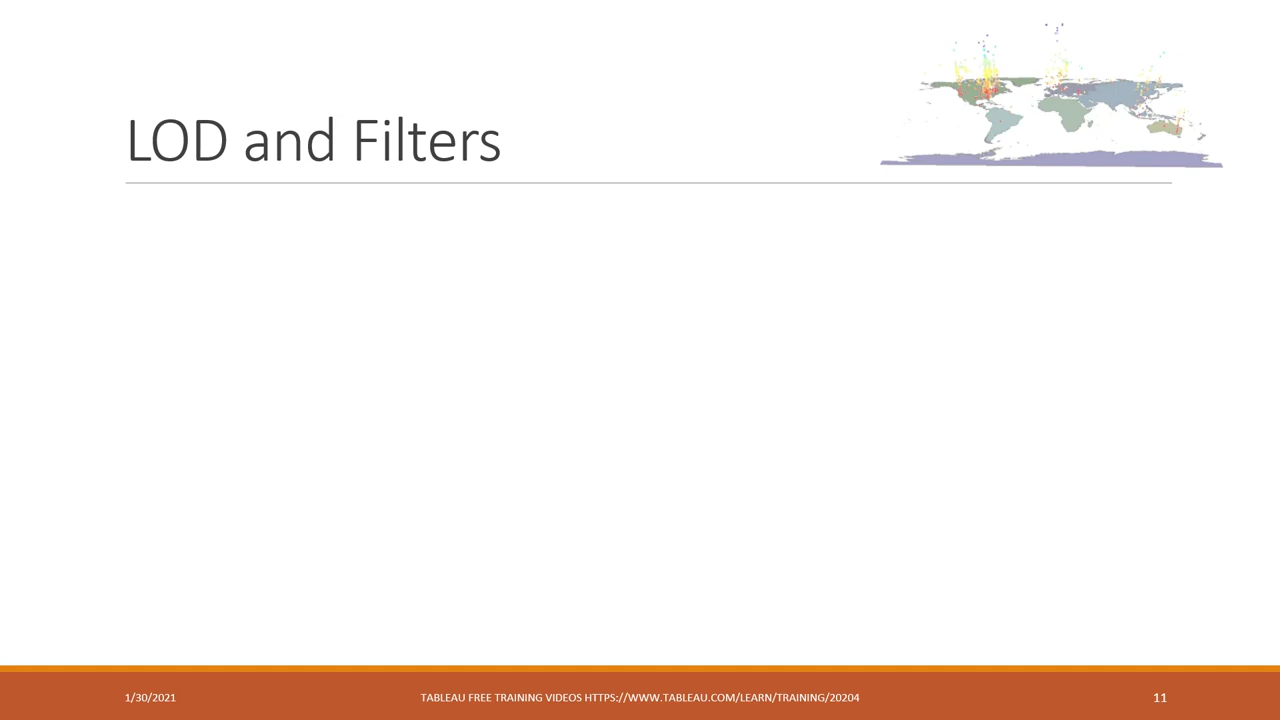 LOD and Filters
1/30/2021
TABLEAU FREE TRAINING VIDEOS HTTPS://WWW.TABLEAU.COM/LEARN/TRAINING/20204
11